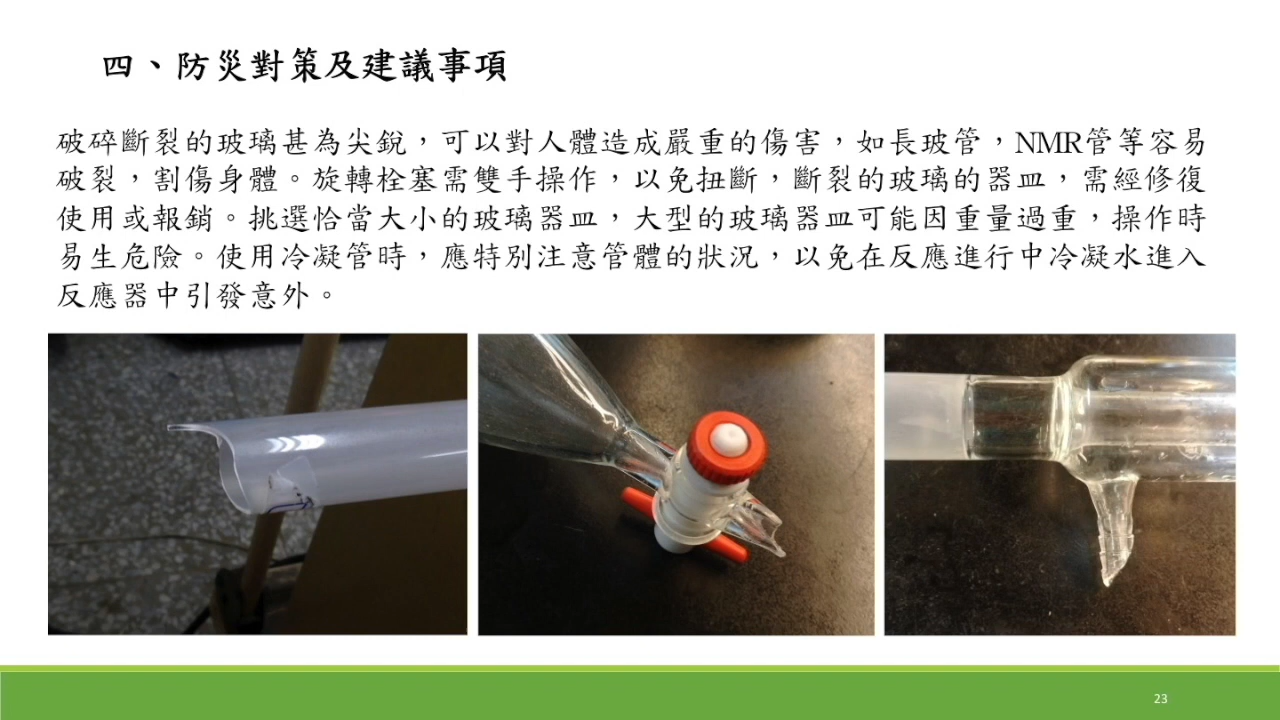 四、防災對策及建議事項
破碎斷裂的玻璃甚為尖銳，可以對人體造成嚴重的傷害，如長玻管，NMR管等容易
破裂，割傷身體。旋轉栓塞需雙手操作，以免扭斷，斷裂的玻璃的器皿，需經修復
使用或報銷。挑選恰當大小的玻璃器皿，大型的玻璃器皿可能因重量過重，操作時
易生危險。使用冷凝管時，應特別注意管體的狀況，以免在反應進行中冷凝水進入
反應器中引發意外。
23